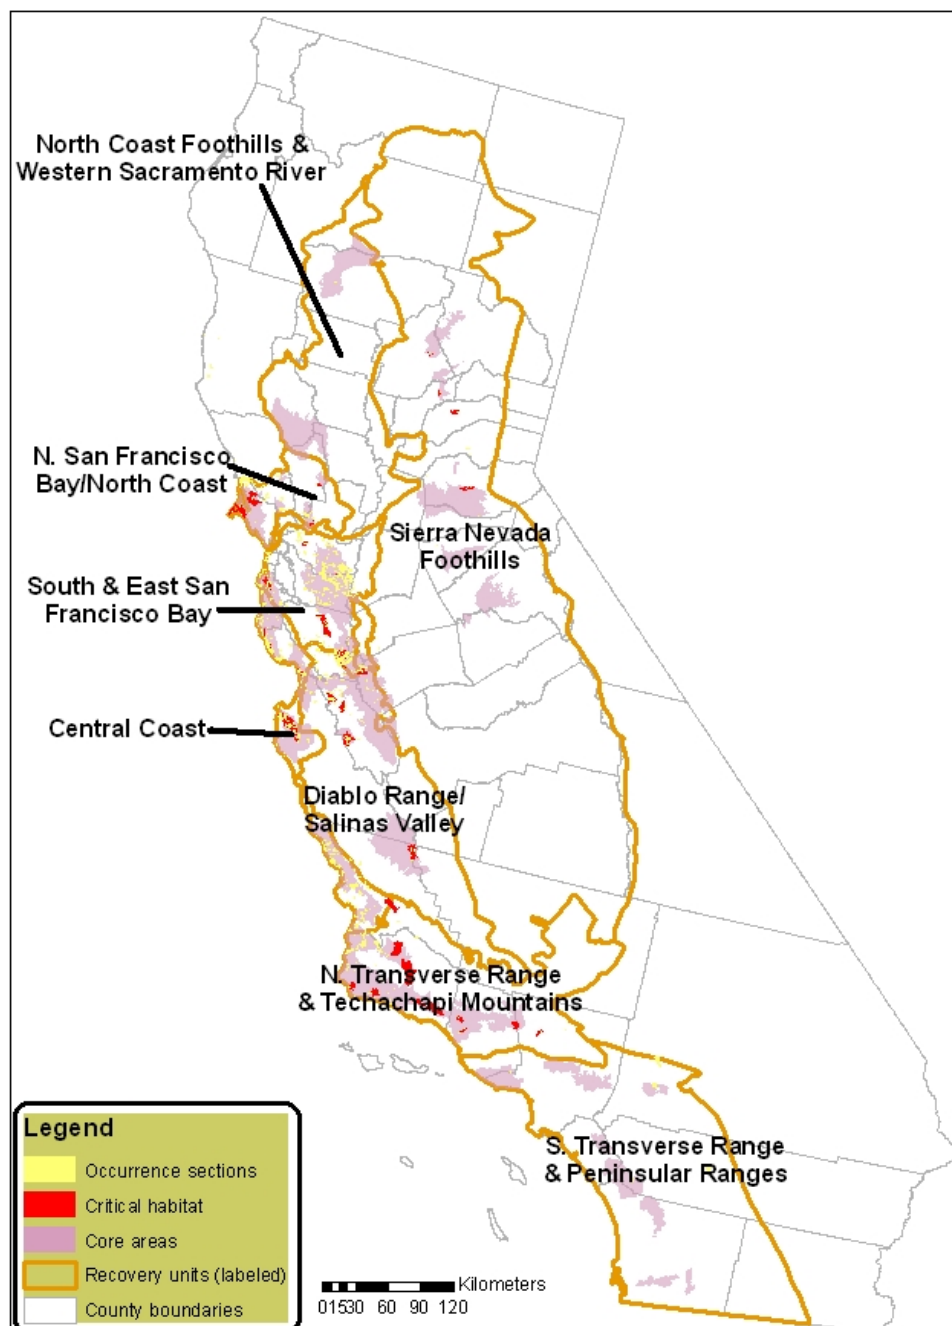 North Coast Foothills &
Western Sacramento River
N. San Francisco
Bay/North Coast
Sierra Nevada
Foothills
South & East San
Francisco Bay
Central Coast
Diablo Range/
Salinas Valley
N. Transverse Range
& Techachapi Mountains
S. Transverse Range
& Peninsular Ranges
Legend
Occurrence sections
Critical habitat
Core areas
Recovery units (labeled)
County boundaries
Kilometers
01530 60 90 120